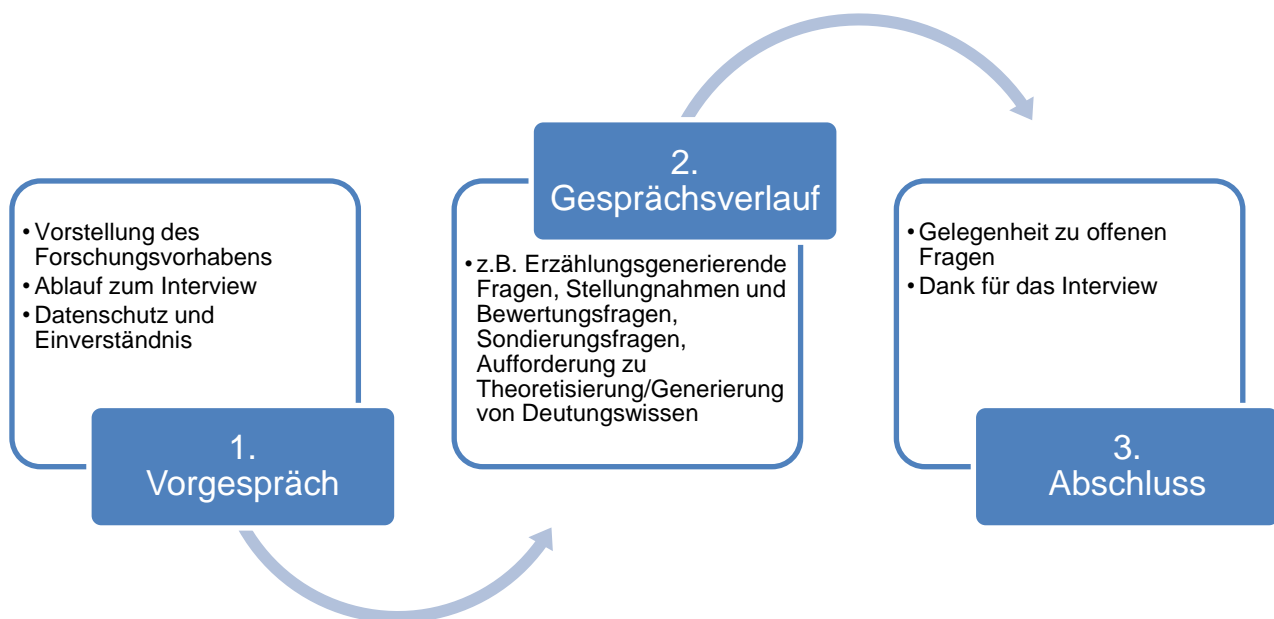 • Vorstellung des
Forschungsvorhabens
• Ablauf zum Interview
• Datenschutz und
Einverständnis
1.
Vorgespräch
2.
Gesprächsverlauf
• z.B. Erzählungsgenerierende
Fragen, Stellungnahmen und
Bewertungsfragen,
Sondierungsfragen,
Aufforderung zu
Theoretisierung/Generierung
von Deutungswissen
• Gelegenheit zu offenen
Fragen
• Dank für das Interview
3.
Abschluss